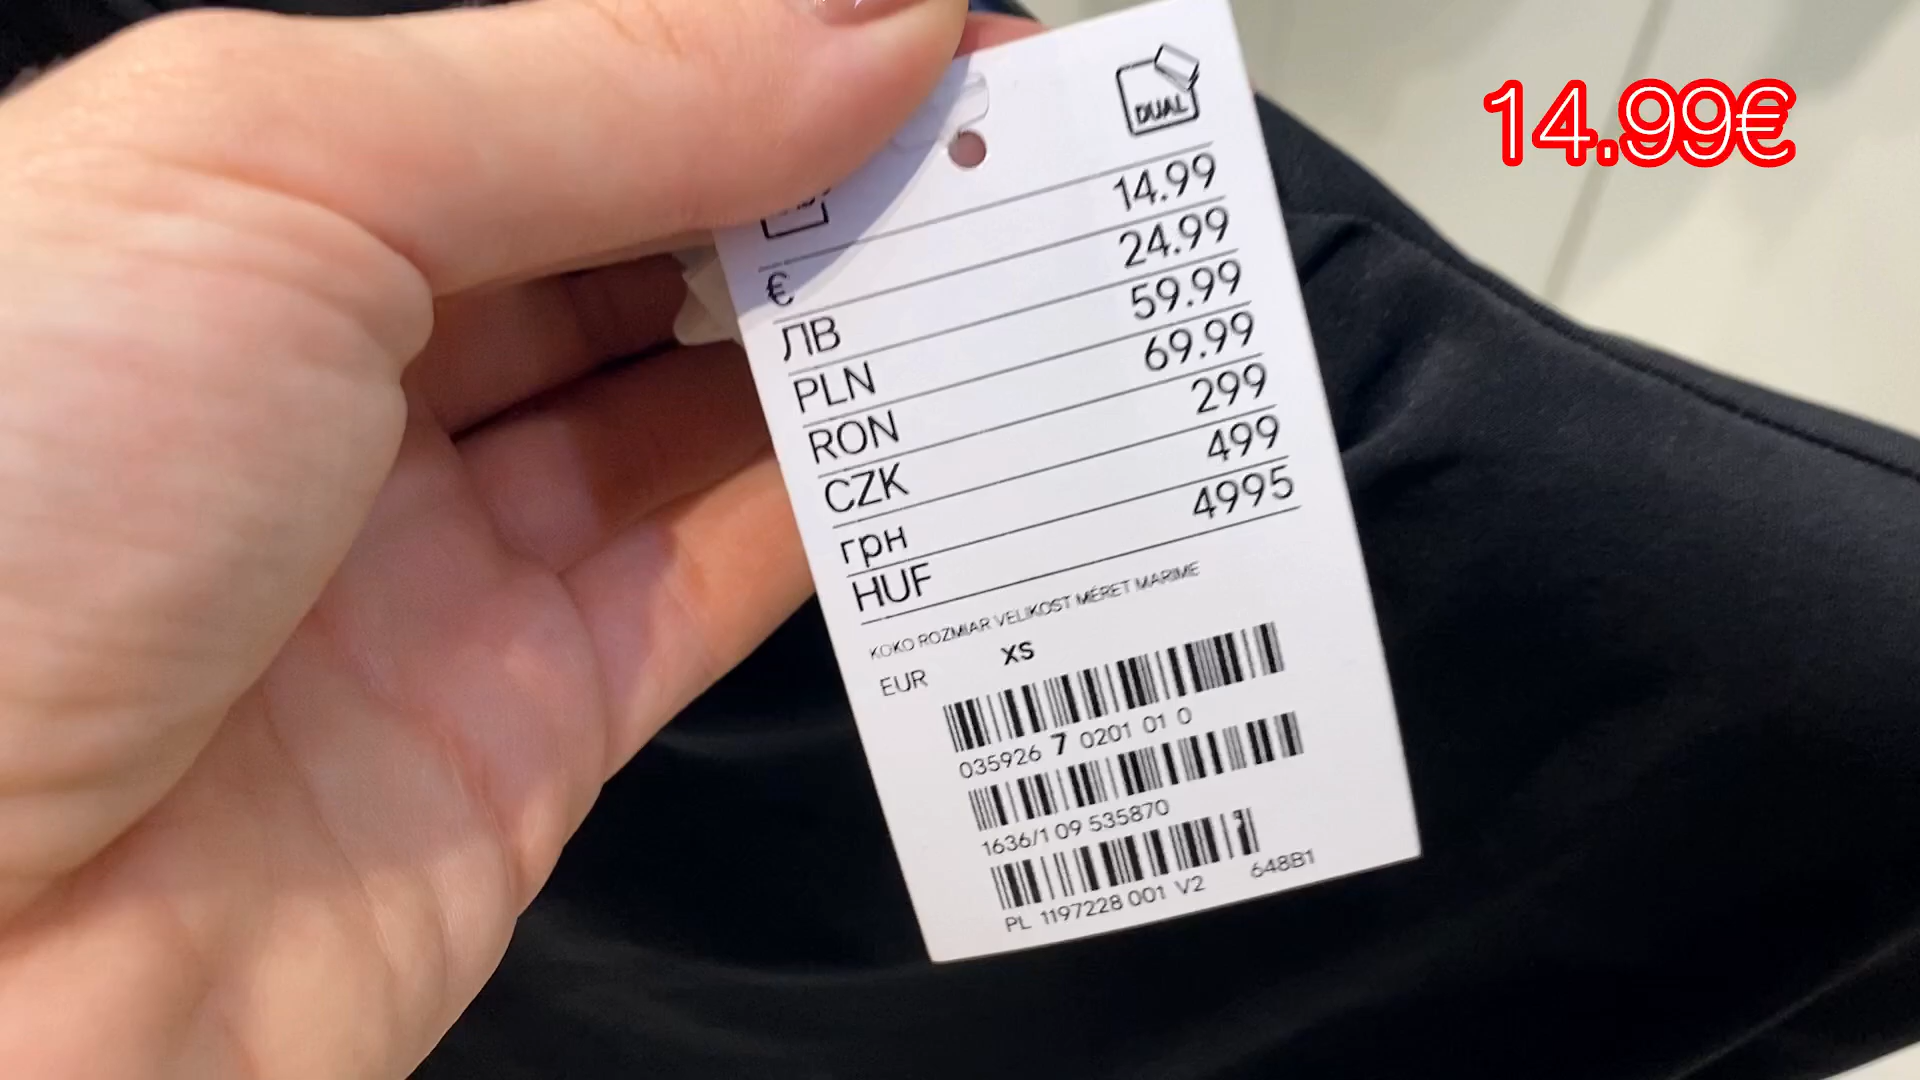 14.99€
DUAL
€ 14.99
ЛВ 24.99
PLN 59.99
RON 69.99
CZK 299
грн 499
HUF 4995
KOKO ROZMIAR VELIKOST MÉRET MARIME
EUR XS
035926 7 0201 01 0
1636/1 09 535870
PL 1197228 001 V2 648B1